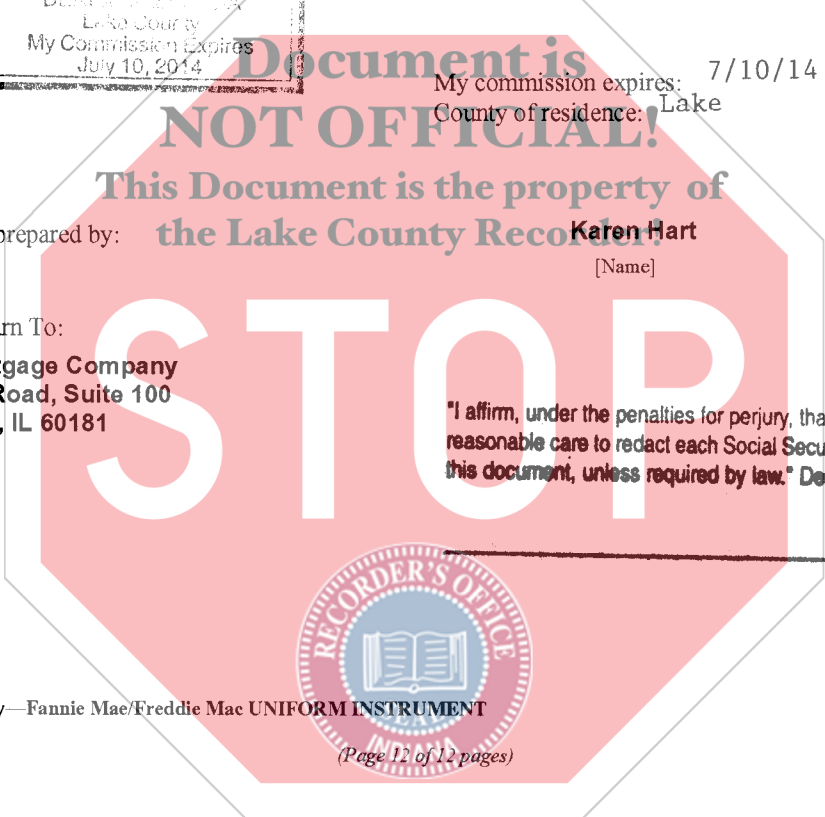 Lake County
My Commission Expires
July 10, 2014
Document is
My commission expires: 7/10/14
NOT OFFICIAL!
County of residence: Lake
This Document is the property of
prepared by: the Lake County Recorder!
Karen Hart
[Name]
rn To:
STOP
tgage Company
Road, Suite 100
, IL 60181
"I affirm, under the penalties for perjury, tha
reasonable care to redact each Social Secu
this document, unless required by law." De
RECORDER'S OFFICE
SEAL
INDIANA
y—Fannie Mae/Freddie Mac UNIFORM INSTRUMENT
(Page 12 of 12 pages)